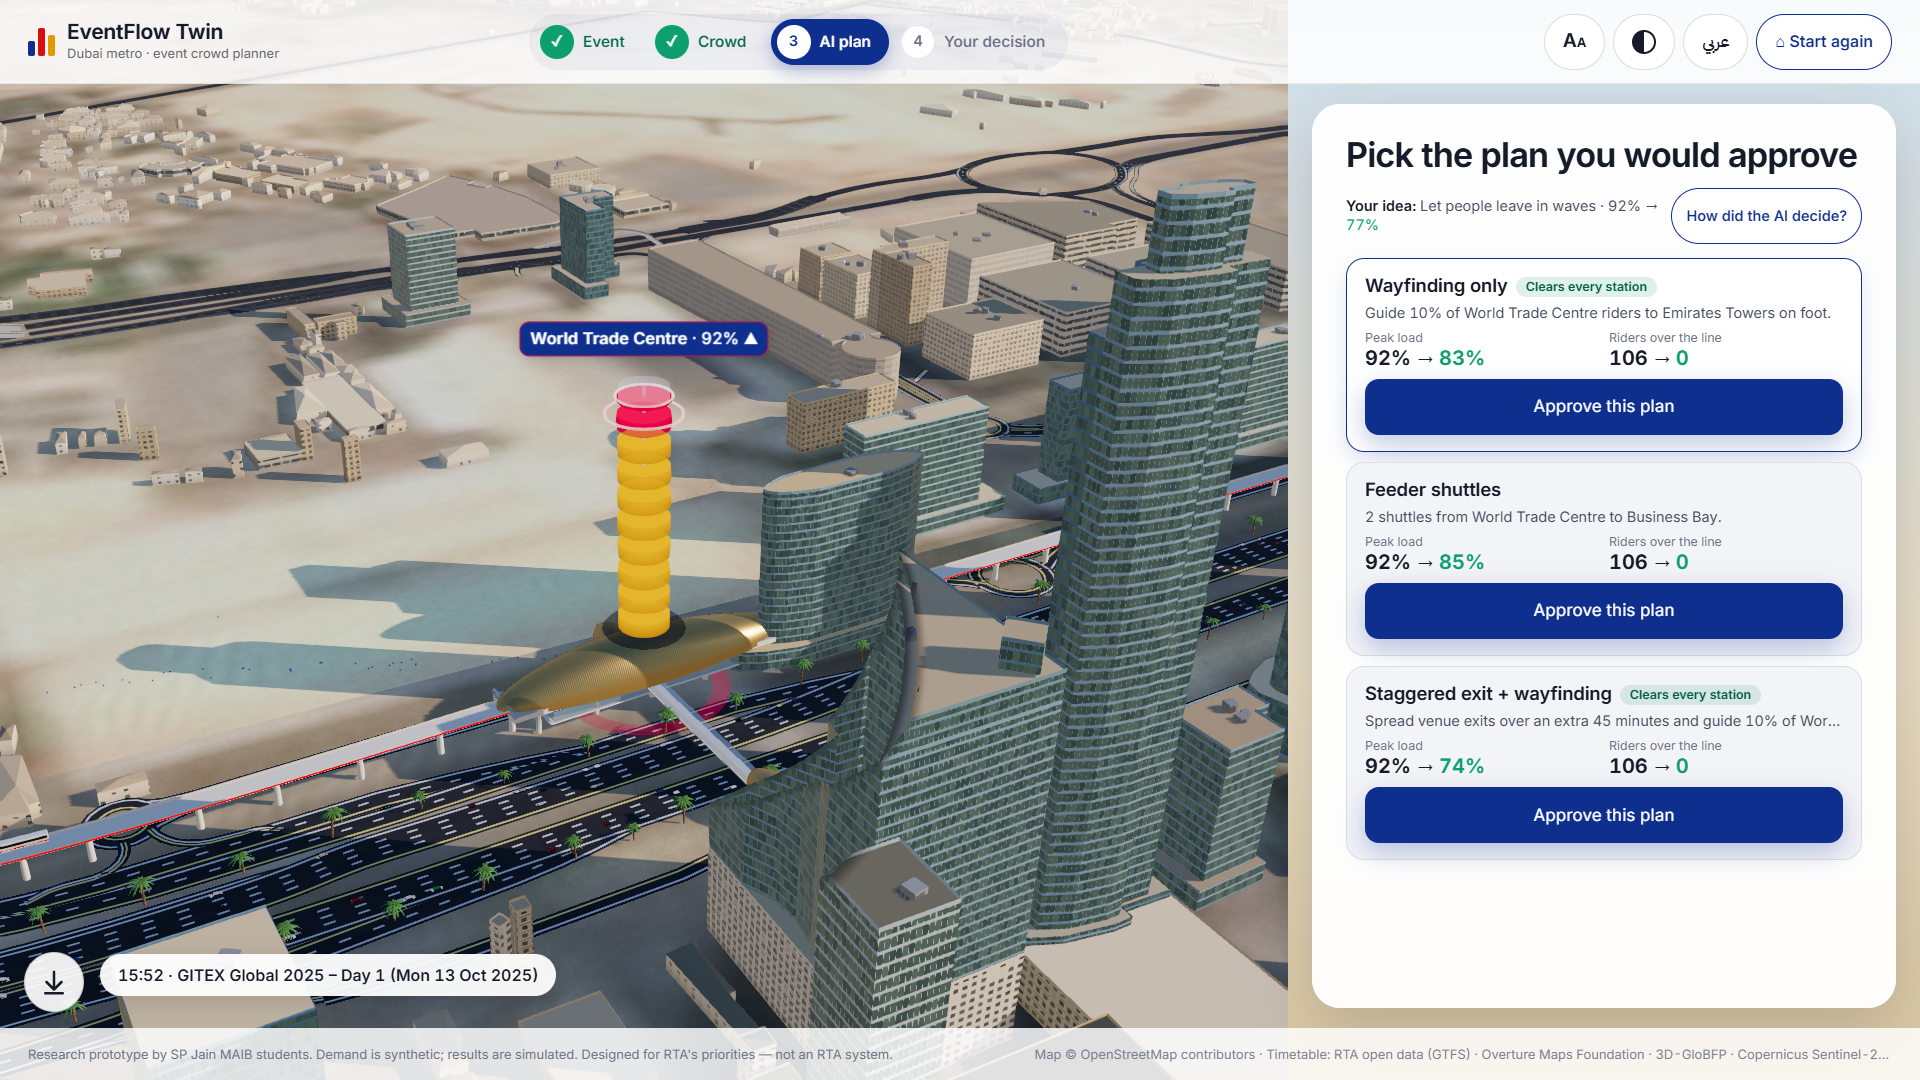 EventFlow Twin
Dubai metro · event crowd planner
✓ Event
✓ Crowd
3 AI plan
4 Your decision
AA
عربي
⌂ Start again
Pick the plan you would approve
Your idea: Let people leave in waves · 92% →
77%
How did the AI decide?
Wayfinding only Clears every station
Guide 10% of World Trade Centre riders to Emirates Towers on foot.
Peak load Riders over the line
92% → 83% 106 → 0
Approve this plan
Feeder shuttles
2 shuttles from World Trade Centre to Business Bay.
Peak load Riders over the line
92% → 85% 106 → 0
Approve this plan
Staggered exit + wayfinding Clears every station
Spread venue exits over an extra 45 minutes and guide 10% of Wor...
Peak load Riders over the line
92% → 74% 106 → 0
Approve this plan
World Trade Centre · 92% ▲
15:52 · GITEX Global 2025 – Day 1 (Mon 13 Oct 2025)
Research prototype by SP Jain MAIB students. Demand is synthetic; results are simulated. Designed for RTA's priorities — not an RTA system.
Map © OpenStreetMap contributors · Timetable: RTA open data (GTFS) · Overture Maps Foundation · 3D-GloBFP · Copernicus Sentinel-2...